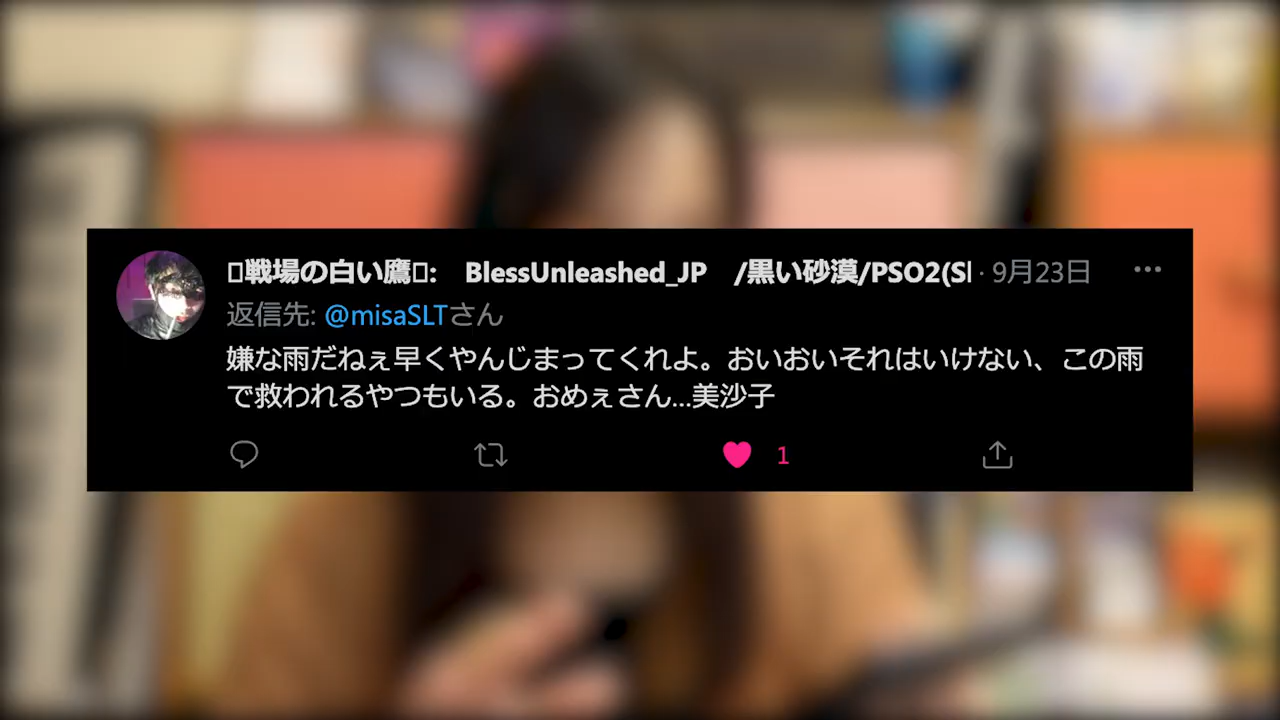 戦場の白い鷹: BlessUnleashed_JP /黒い砂漠/PSO2(S · 9月23日
返信先: @misaSLTさん
嫌な雨だねぇ早くやんじまってくれよ。おいおいそれはいけない、この雨
で救われるやつもいる。おめぇさん...美沙子
1